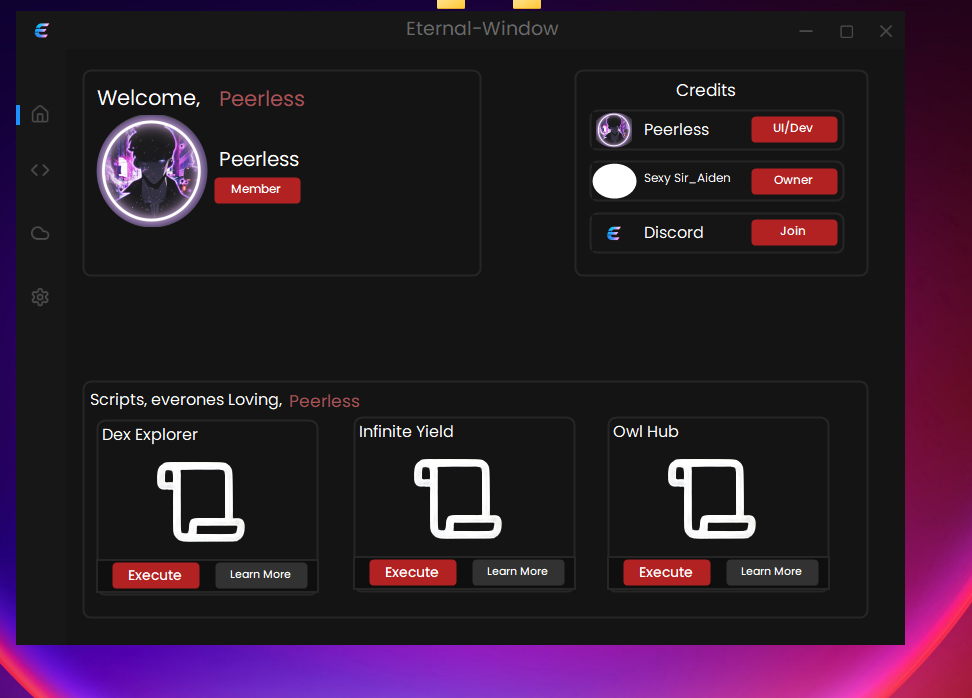 Eternal-Window
Welcome, Peerless
Peerless
Member
Credits
Peerless UI/Dev
Sexy Sir_Aiden Owner
Discord Join
Scripts, everones Loving, Peerless
Dex Explorer
Infinite Yield
Owl Hub
Execute Learn More
Execute Learn More
Execute Learn More